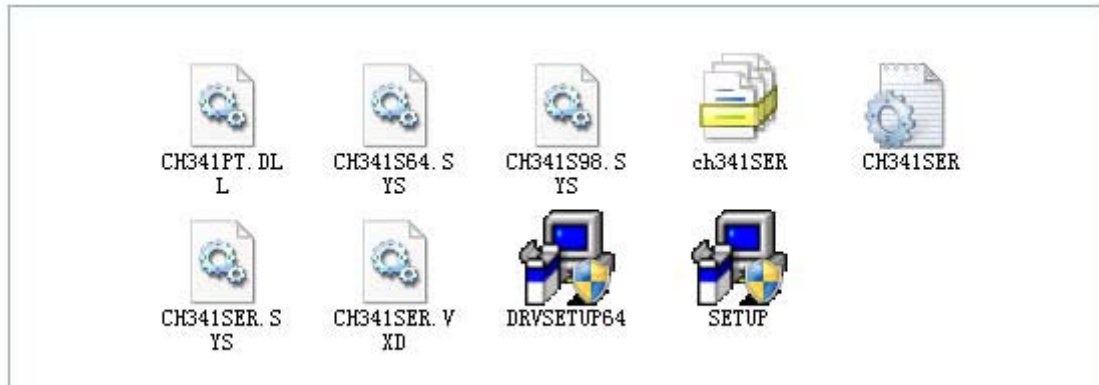 CH341PT.DL
L
CH341S64.S
YS
CH341S98.S
YS
ch341SER
CH341SER
CH341SER.S
YS
CH341SER.V
XD
DRVSETUP64
SETUP